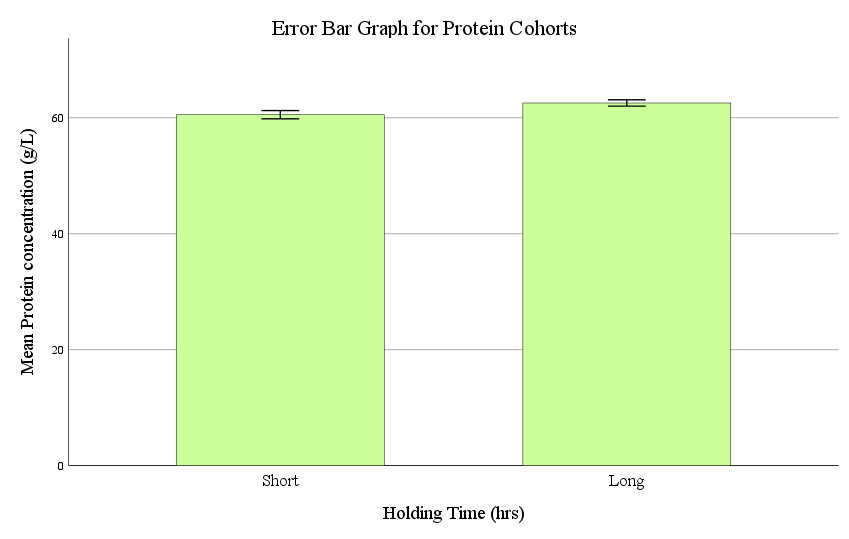 Error Bar Graph for Protein Cohorts
Mean Protein concentration (g/L)
60
40
20
0
Short Long
Holding Time (hrs)